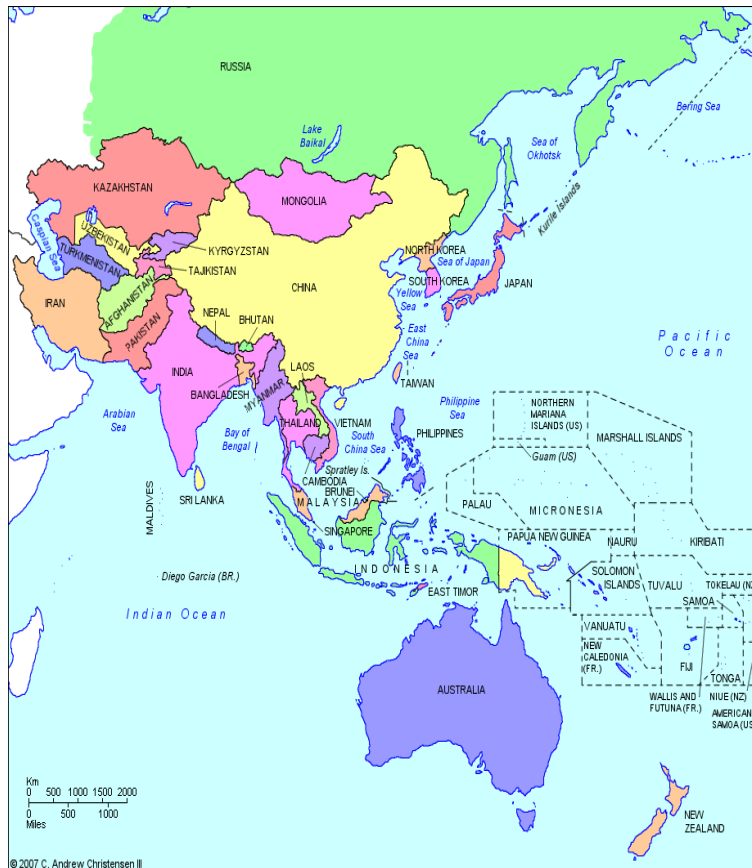 RUSSIA
Bering Sea
Lake
Baikal
Sea of
Okhotsk
KAZAKHSTAN
MONGOLIA
Kurile Islands
Caspian Sea
UZBEKISTAN
KYRGYZSTAN
NORTH KOREA
Sea of Japan
TURKMENISTAN
TAJIKISTAN
SOUTH KOREA
JAPAN
CHINA
IRAN
AFGHANISTAN
Yellow
Sea
NEPAL
BHUTAN
PAKISTAN
East
China
Sea
Pacific
Ocean
INDIA
LAOS
TAIWAN
BANGLADESH
MYANMAR
Arabian
Sea
Philippine
Sea
NORTHERN
MARIANA
ISLANDS (US)
MARSHALL ISLANDS
THAILAND
VIETNAM
Bay of
Bengal
South
China Sea
PHILIPPINES
Guam (US)
Spratley Is.
CAMBODIA
BRUNEI
SRI LANKA
MALDIVES
MALAYSIA
PALAU
MICRONESIA
SINGAPORE
PAPUA NEW GUINEA
NAURU
KIRIBATI
INDONESIA
Diego Garcia (BR.)
SOLOMON
ISLANDS
TUVALU
TOKELAU (NZ
EAST TIMOR
SAMOA
Indian Ocean
VANUATU
NEW
CALEDONIA
(FR.)
FIJI
TONGA
AUSTRALIA
WALLIS AND
FUTUNA (FR.)
NIUE (NZ)
AMERICAN
SAMOA (US
Km
0 500 1000 1500 2000
0 500 1000
Miles
NEW
ZEALAND
© 2007 C. Andrew Christensen III